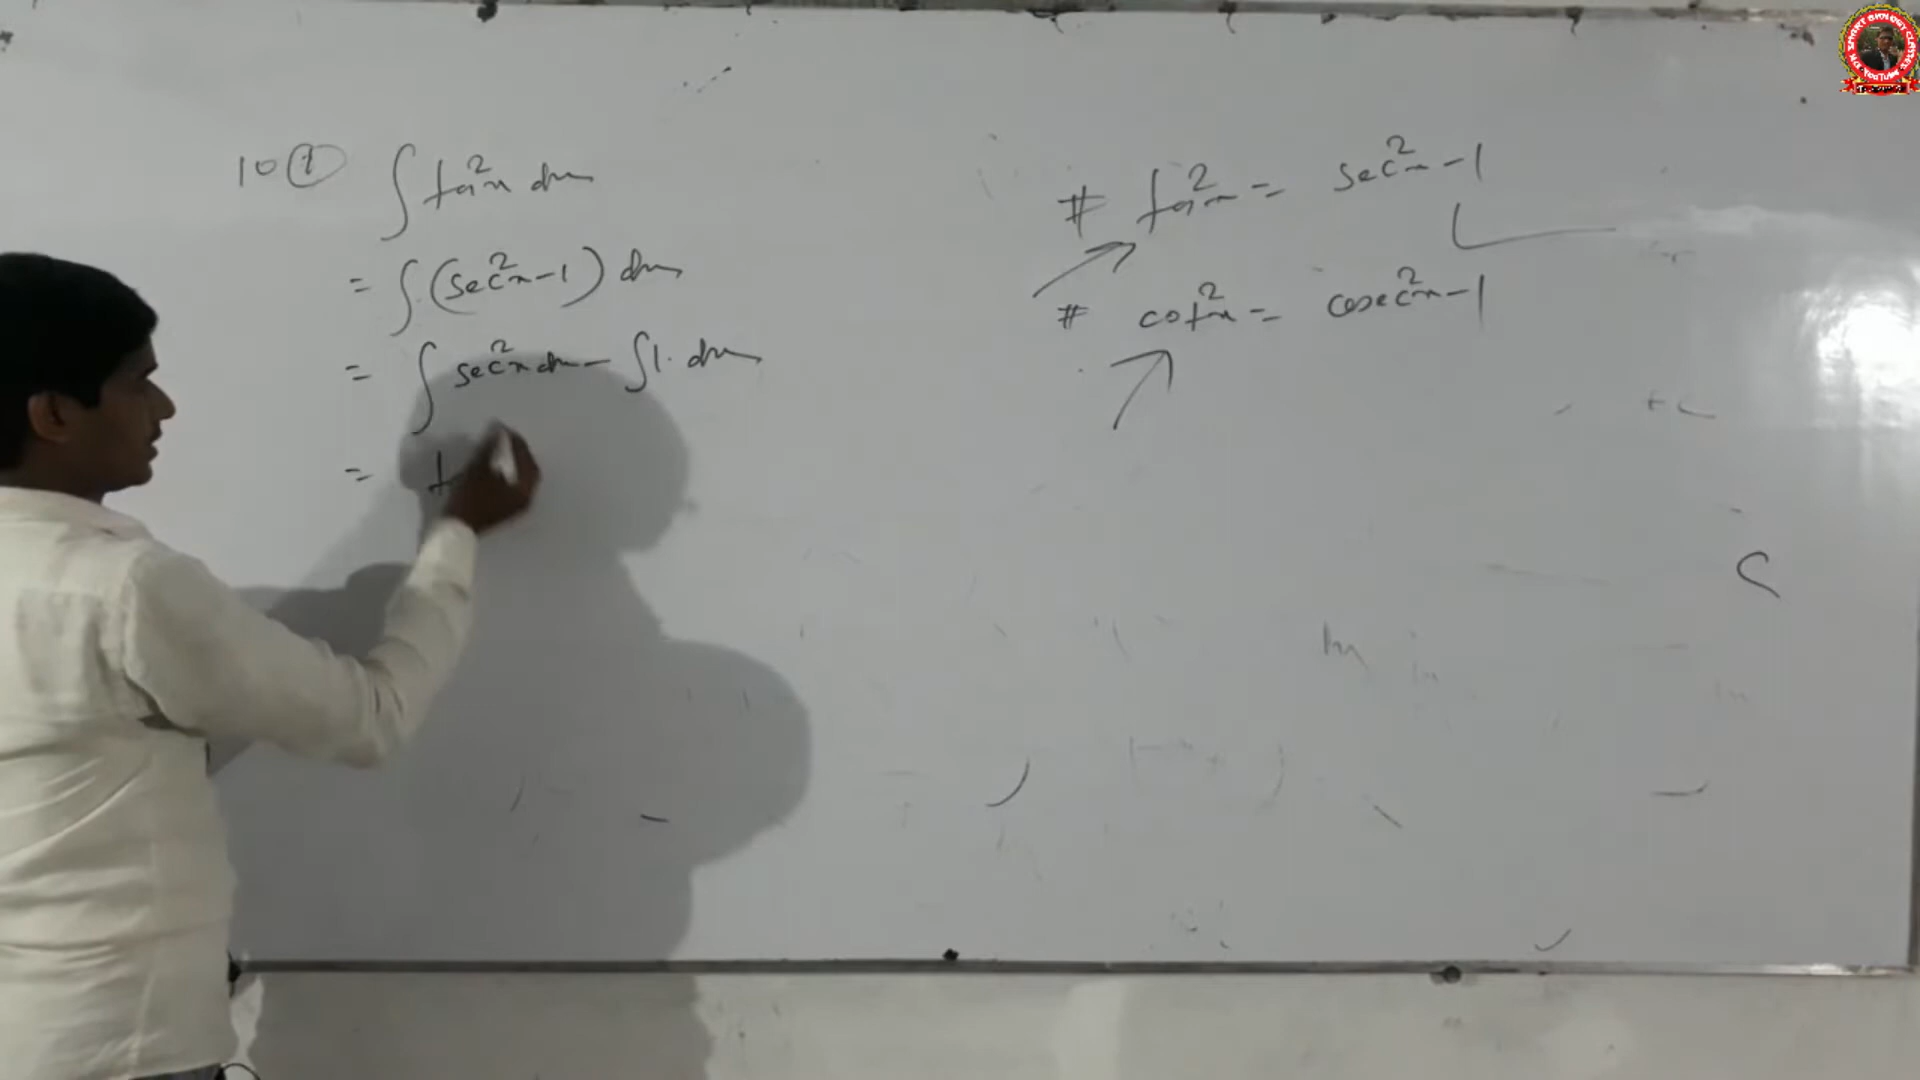 10 ① ∫ tan²x dx
= ∫ (sec²x - 1) dx
= ∫ sec²x dx - ∫ 1. dx
= t
# tan²x = sec²x - 1
# cot²x = cosec²x - 1